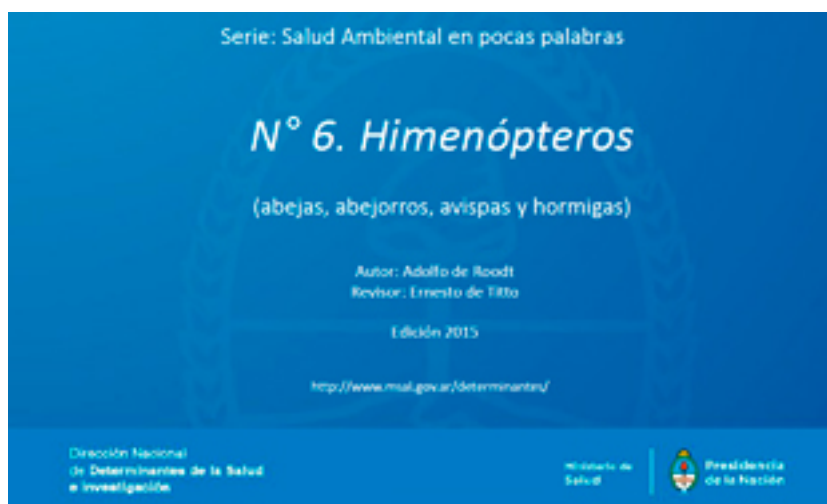 Serie: Salud Ambiental en pocas palabras
N° 6. Himenópteros
(abejas, abejorros, avispas y hormigas)
Autor: Adolfo de Roodt
Revisor: Ernesto de Titto
Edición 2015
http://www.msal.gov.ar/determinantes/
Dirección Nacional
de Determinantes de la Salud
e Investigación
Ministerio de
Salud
Presidencia
de la Nación